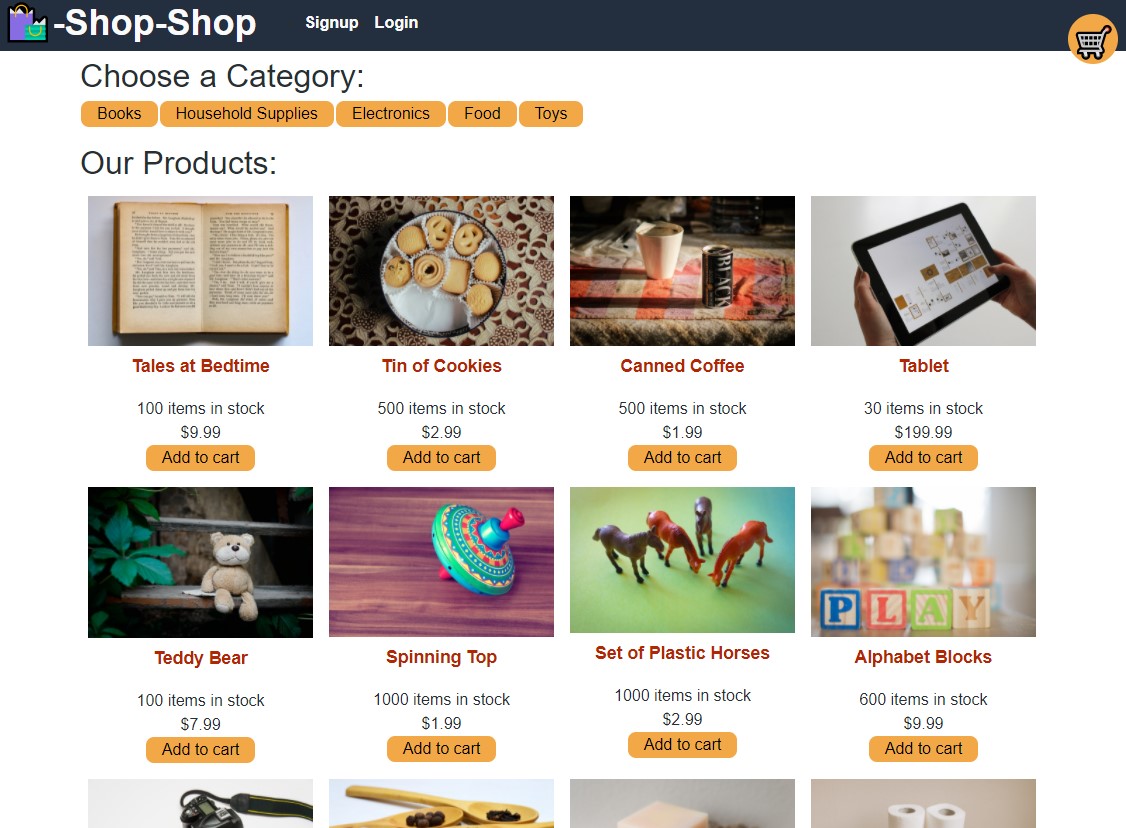 -Shop-Shop
Signup Login
Choose a Category:
Books Household Supplies Electronics Food Toys
Our Products:
BLACK
Tales at Bedtime Tin of Cookies Canned Coffee Tablet
100 items in stock 500 items in stock 500 items in stock 30 items in stock
$9.99 $2.99 $1.99 $199.99
Add to cart Add to cart Add to cart Add to cart
PLAY
Teddy Bear Spinning Top Set of Plastic Horses Alphabet Blocks
100 items in stock 1000 items in stock 1000 items in stock 600 items in stock
$7.99 $1.99 $2.99 $9.99
Add to cart Add to cart Add to cart Add to cart